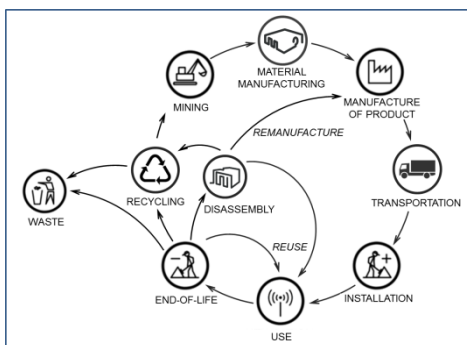 MATERIAL
MANUFACTURING
MINING
MANUFACTURE
OF PRODUCT
REMANUFACTURE
RECYCLING
DISASSEMBLY
TRANSPORTATION
WASTE
REUSE
END-OF-LIFE
INSTALLATION
USE